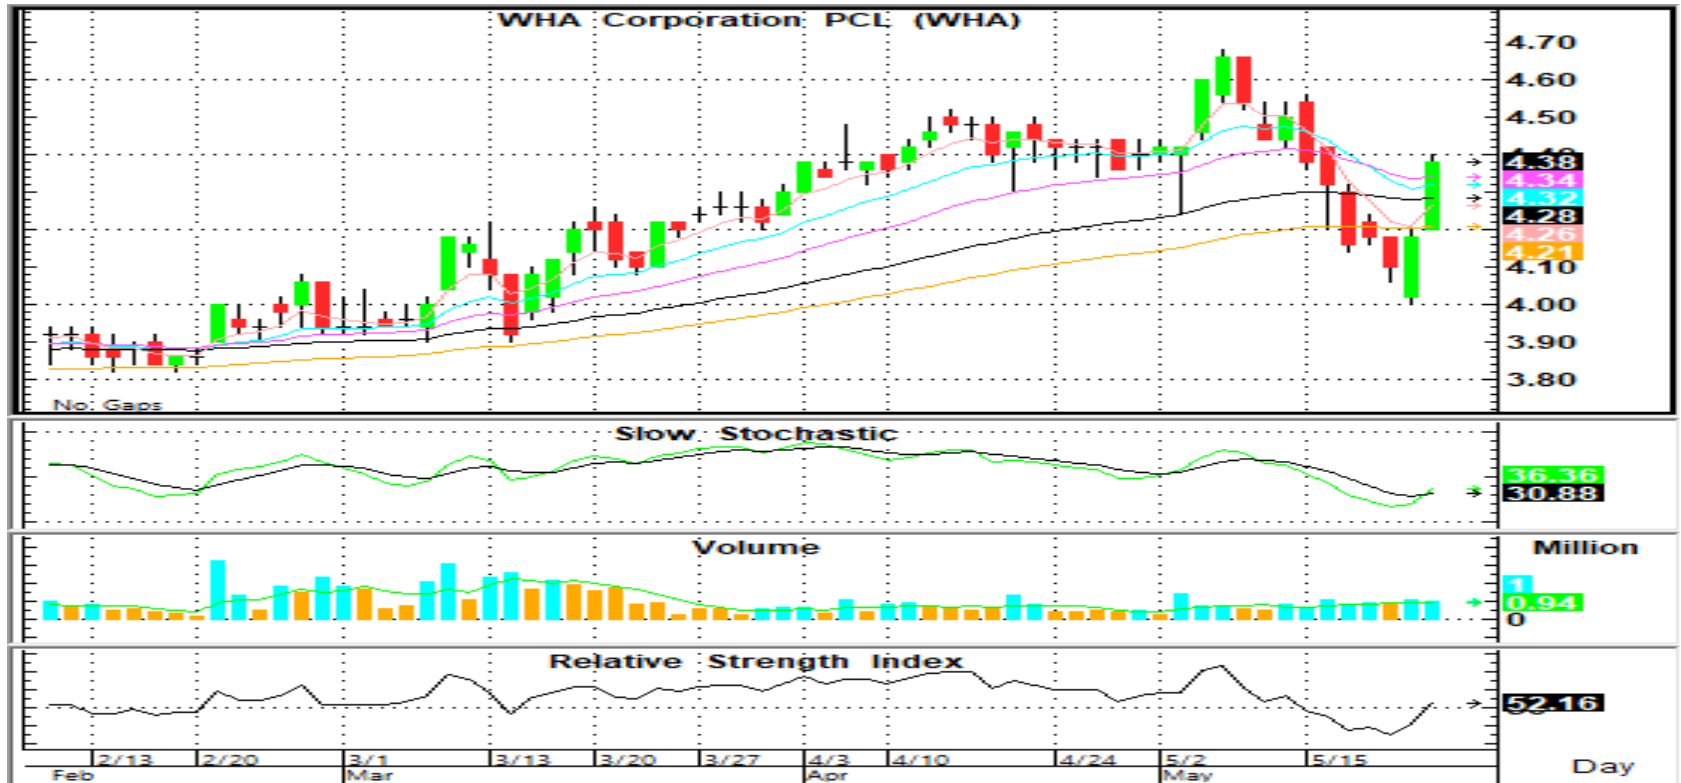 WHA Corporation PCL (WHA)
4.70
4.60
4.50
4.38
4.34
4.32
4.28
4.26
4.21
4.10
4.00
3.90
3.80
No. Gaps
Slow Stochastic
36.36
30.88
Volume
Million
1
0.94
0
Relative Strength Index
52.16
2/13 2/20 3/1 3/13 3/20 3/27 4/3 4/10 4/24 5/2 5/15
Feb Mar Apr May
Day